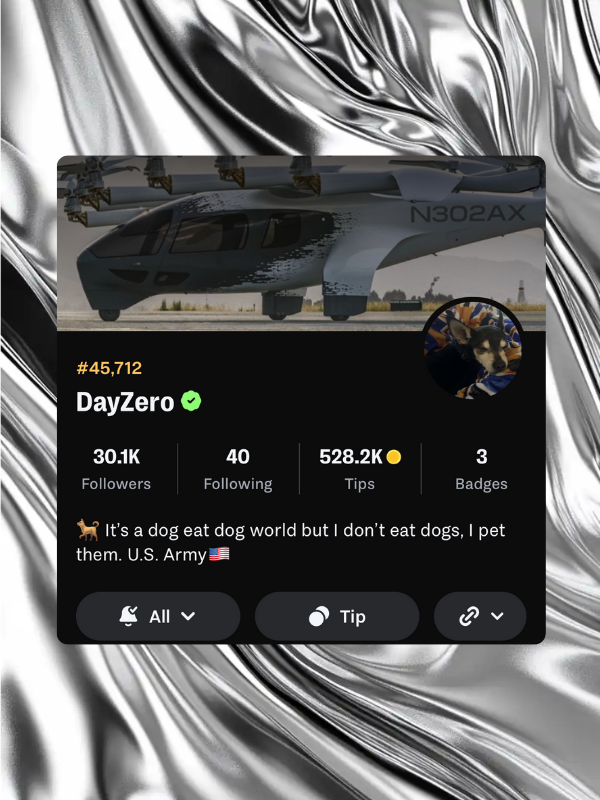 N302AX
#45,712
DayZero
30.1K 40 528.2K 3
Followers Following Tips Badges
🐕 It's a dog eat dog world but I don't eat dogs, I pet
them. U.S. Army🇺🇸
All Tip